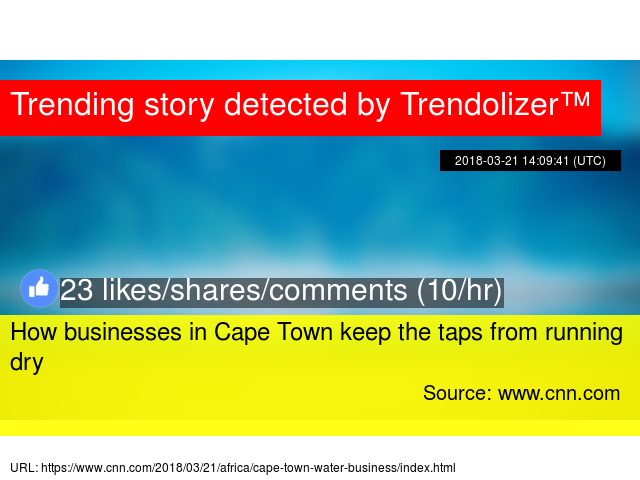 Trending story detected by Trendolizer™
2018-03-21 14:09:41 (UTC)
23 likes/shares/comments (10/hr)
How businesses in Cape Town keep the taps from running
dry
Source: www.cnn.com
URL: https://www.cnn.com/2018/03/21/africa/cape-town-water-business/index.html